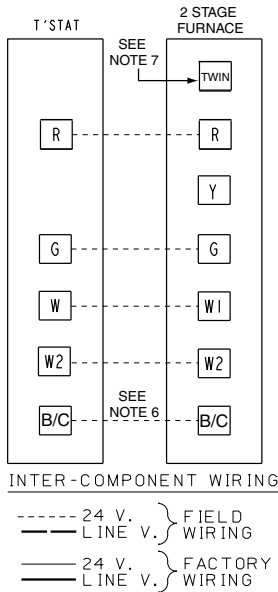 T'STAT
2 STAGE
FURNACE
SEE
NOTE 7
TWIN
R
R
Y
G
G
W
W1
W2
W2
SEE
NOTE 6
B/C
B/C
INTER-COMPONENT WIRING
24 V.
LINE V.
FIELD
WIRING
24 V.
LINE V.
FACTORY
WIRING